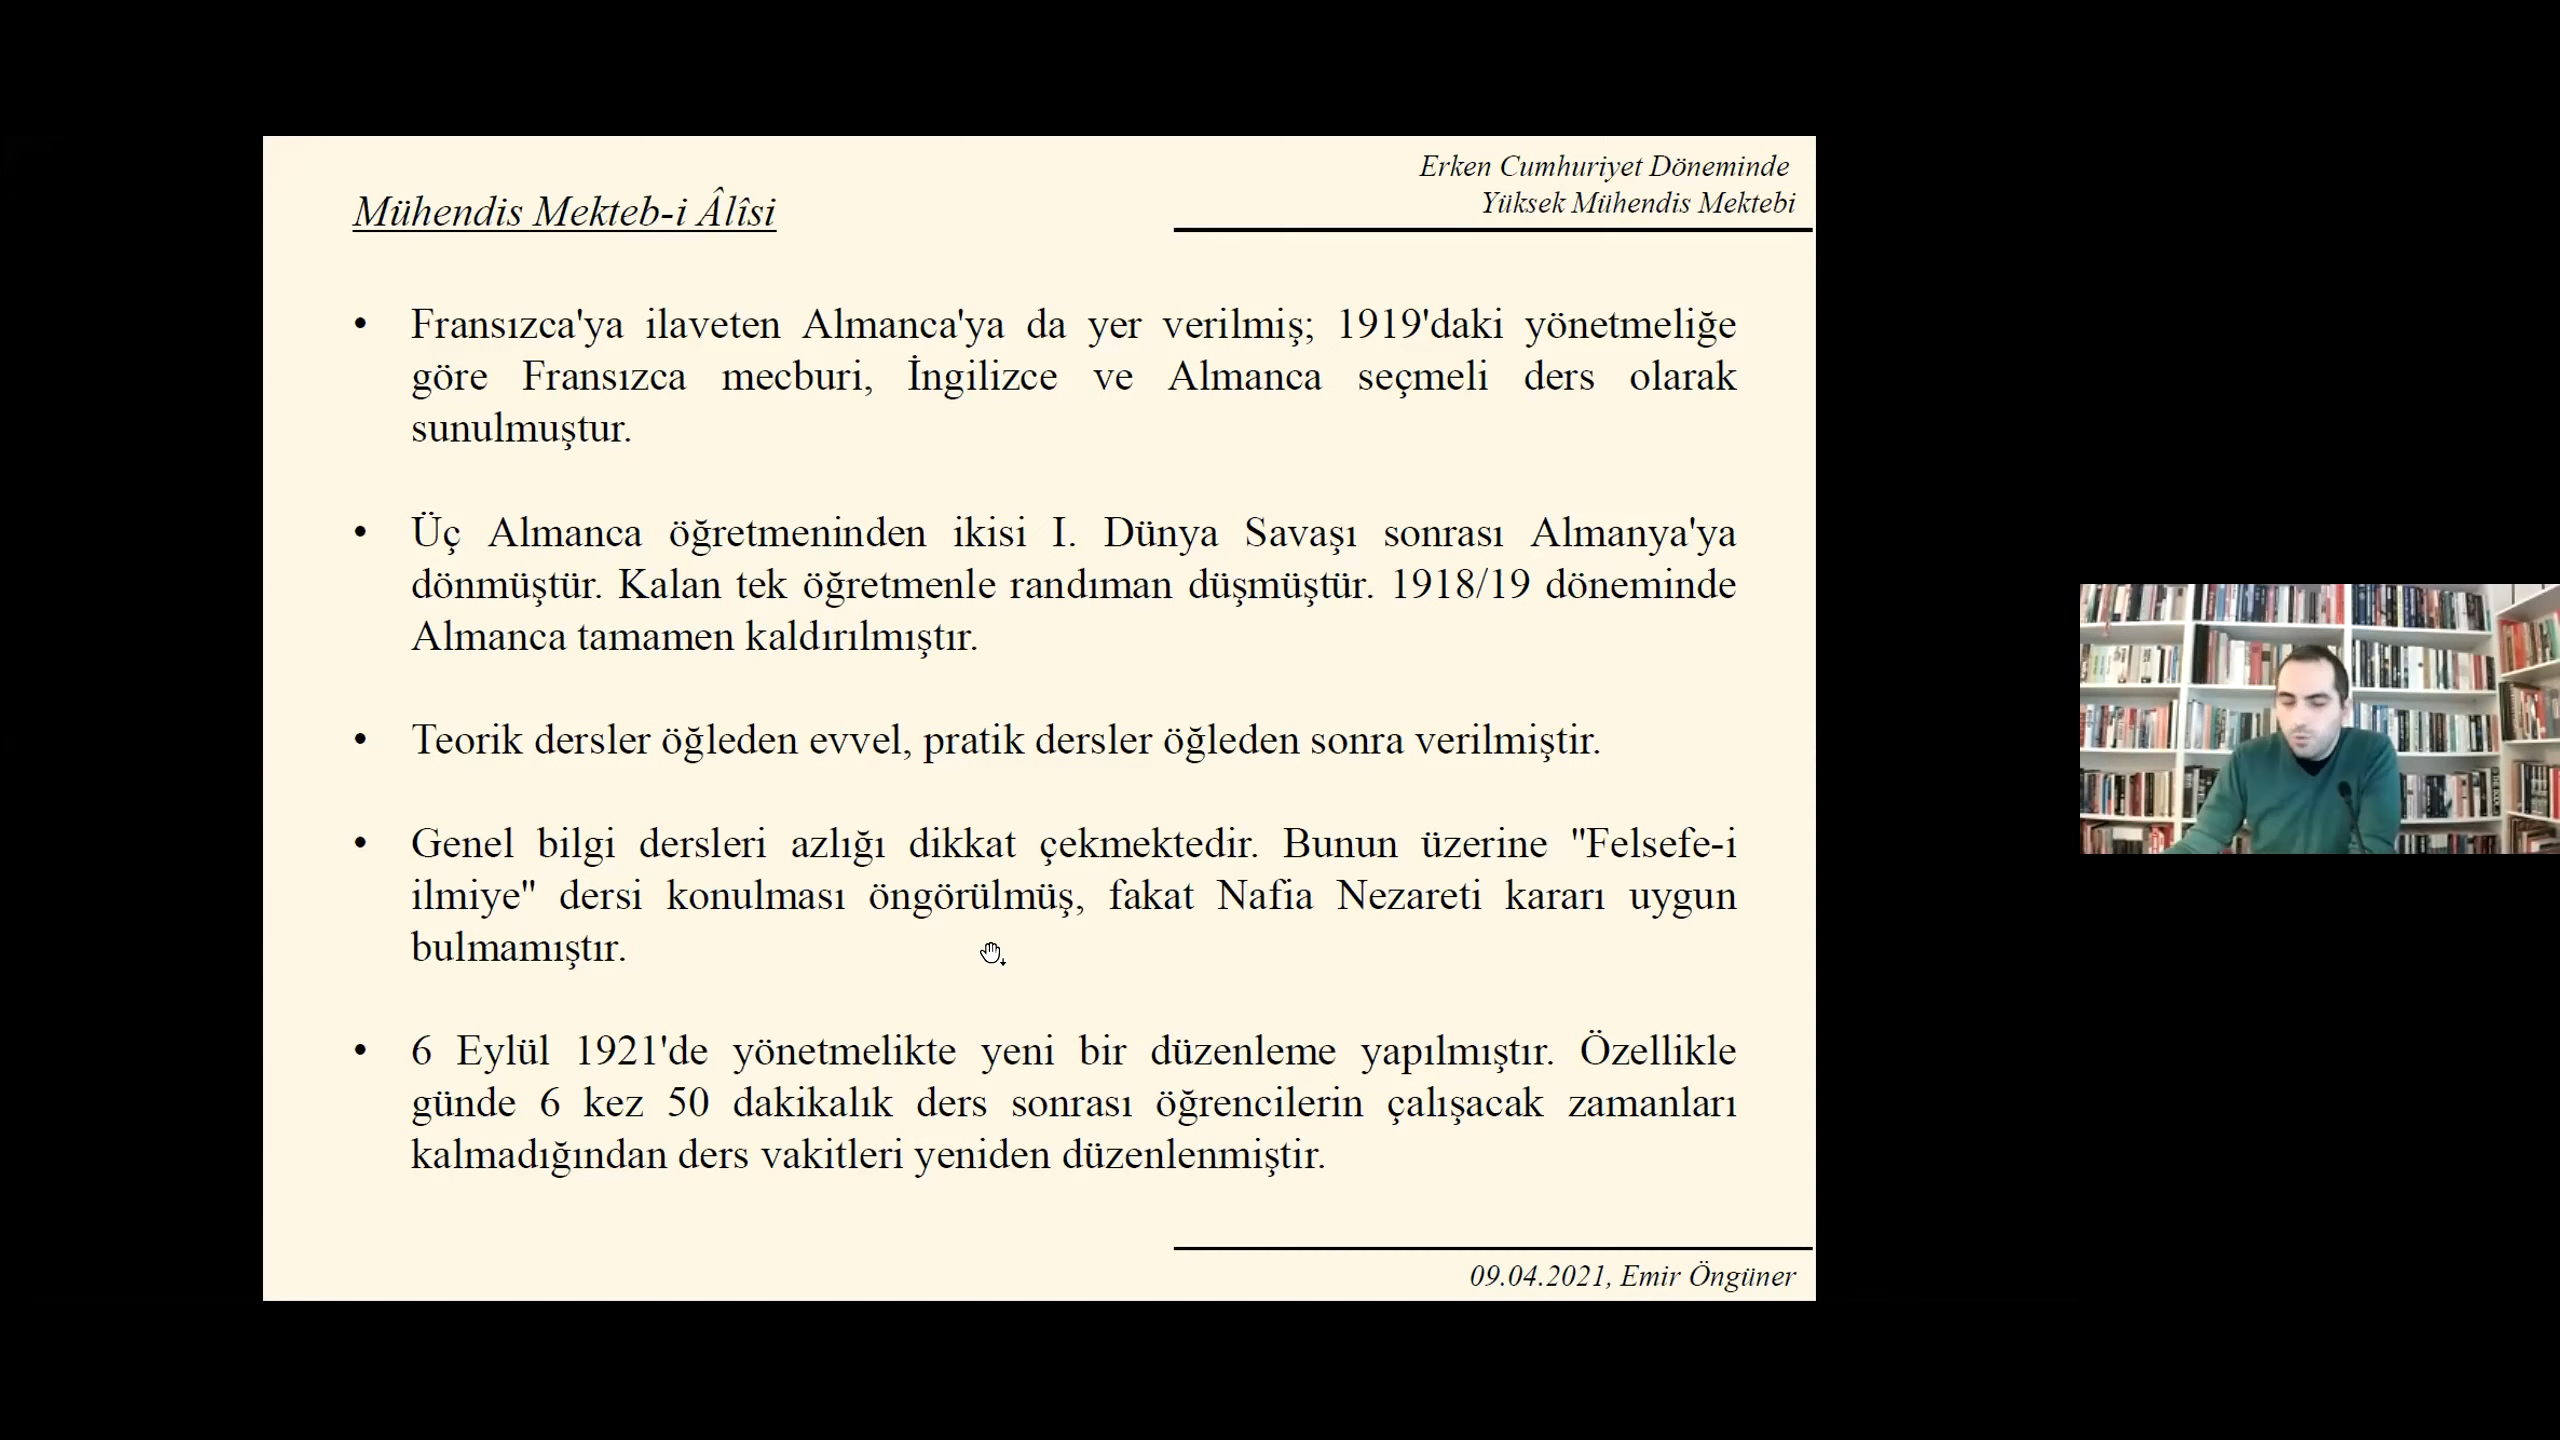 Erken Cumhuriyet Döneminde
Yüksek Mühendis Mektebi
Mühendis Mekteb-i Âlîsi
• Fransızca'ya ilaveten Almanca'ya da yer verilmiş; 1919'daki yönetmeliğe
göre Fransızca mecburi, İngilizce ve Almanca seçmeli ders olarak
sunulmuştur.
• Üç Almanca öğretmeninden ikisi I. Dünya Savaşı sonrası Almanya'ya
dönmüştür. Kalan tek öğretmenle randıman düşmüştür. 1918/19 döneminde
Almanca tamamen kaldırılmıştır.
• Teorik dersler öğleden evvel, pratik dersler öğleden sonra verilmiştir.
• Genel bilgi dersleri azlığı dikkat çekmektedir. Bunun üzerine "Felsefe-i
ilmiye" dersi konulması öngörülmüş, fakat Nafia Nezareti kararı uygun
bulmamıştır.
• 6 Eylül 1921'de yönetmelikte yeni bir düzenleme yapılmıştır. Özellikle
günde 6 kez 50 dakikalık ders sonrası öğrencilerin çalışacak zamanları
kalmadığından ders vakitleri yeniden düzenlenmiştir.
09.04.2021, Emir Öngüner